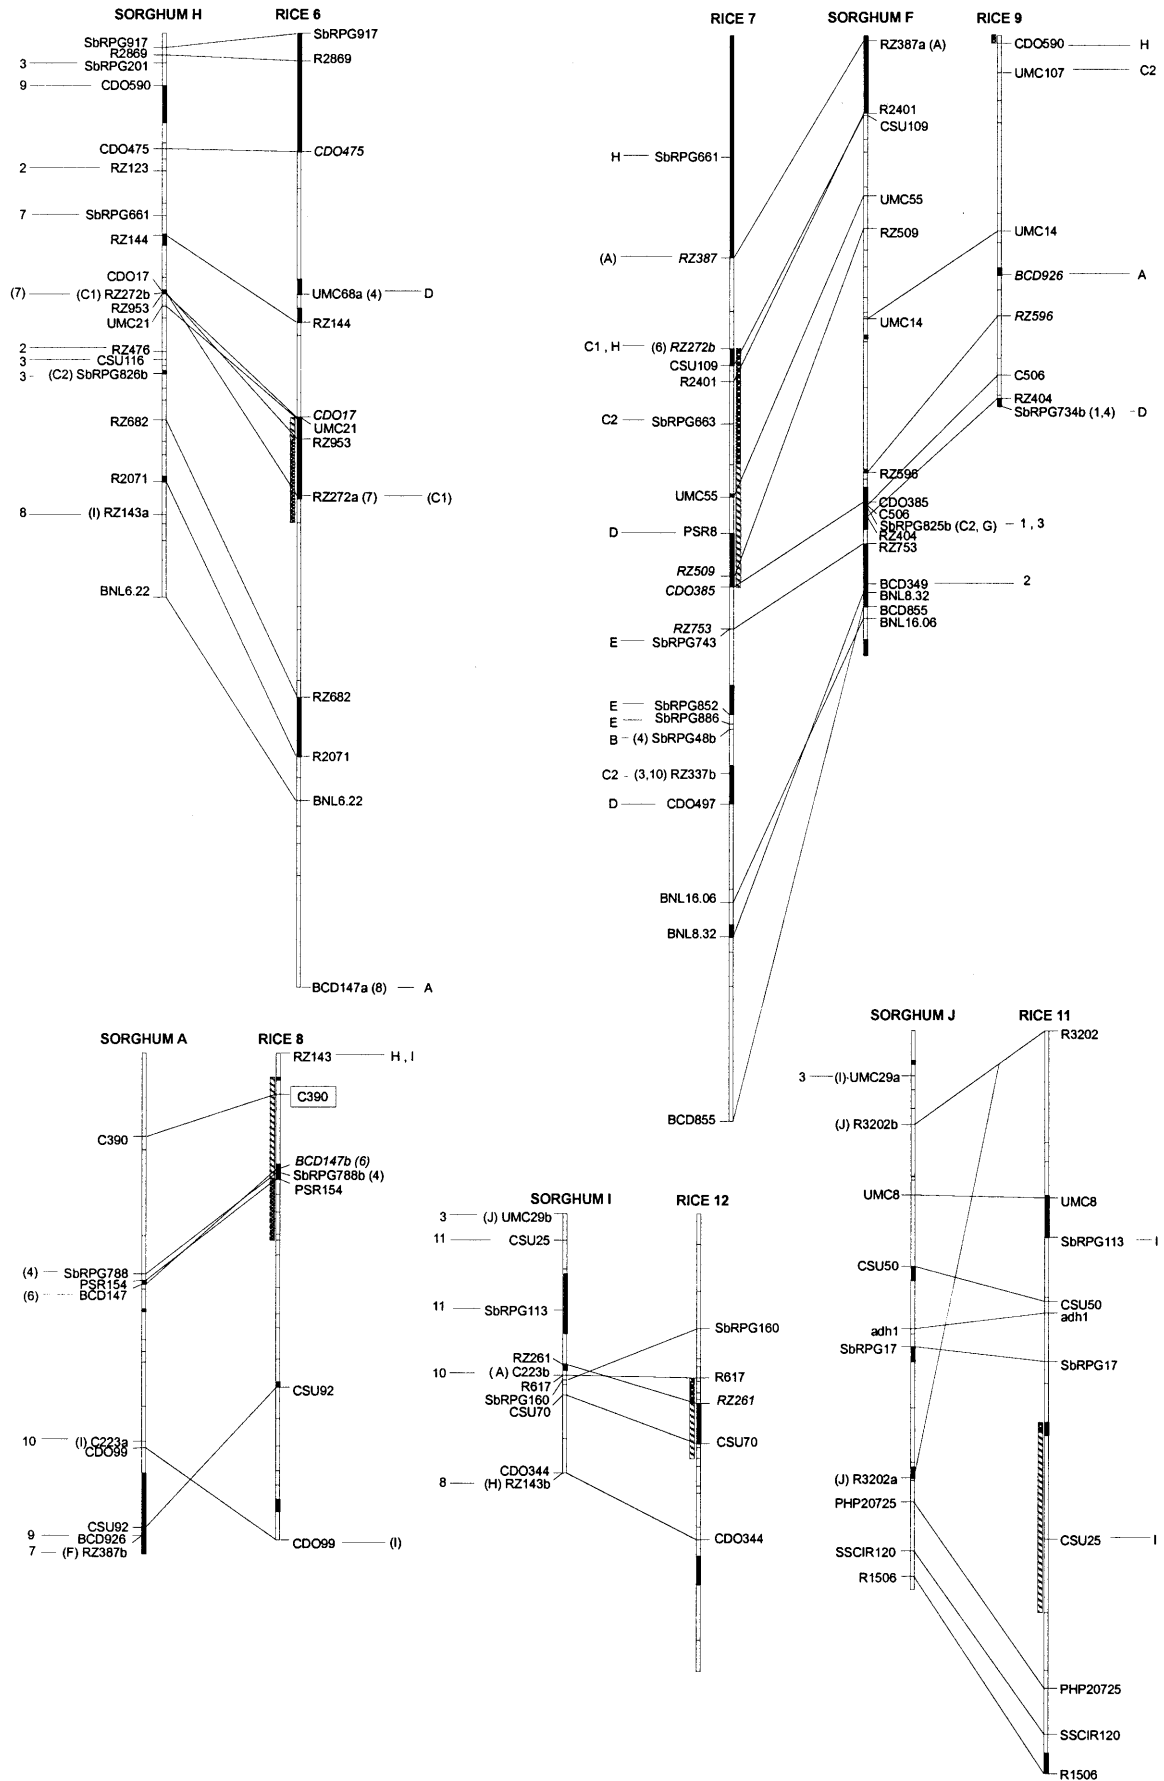 SORGHUM H RICE 6
SbRPG917 SbRPG917
R2869 R2869
3 SbRPG201
9 CDO590
CDO475 CDO475
2 RZ123
7 SbRPG661
RZ144
CDO17
(7) (C1) RZ272b UMC68a (4) D
RZ953
UMC21 RZ144
2 RZ476
3 CSU116
3 - (C2) SbRPG826b
CDO17
RZ682 UMC21
RZ953
R2071
RZ272a (7) (C1)
8 (I) RZ143a
BNL6.22
RZ682
R2071
BNL6.22
BCD147a (8) A
RICE 7 SORGHUM F RICE 9
RZ387a (A) CDO590 H
UMC107 C2
R2401
CSU109
H SbRPG661
UMC55
RZ509 UMC14
(A) RZ387
BCD926 A
UMC14 RZ596
C1 , H (6) RZ272b
CSU109
R2401 C506
RZ404
SbRPG734b (1,4) D
C2 SbRPG663
RZ596
UMC55 CDO385
C506
SbRPG825b (C2, G) - 1 , 3
D PSR8 RZ404
RZ753
RZ509 BCD349 2
CDO385 BNL8.32
BCD855
BNL16.06
RZ753
E SbRPG743
E SbRPG852
E SbRPG886
B - (4) SbRPG48b
C2 - (3,10) RZ337b
D CDO497
BNL16.06
BNL8.32
BCD855
SORGHUM A RICE 8
RZ143 H , I
C390
C390
BCD147b (6)
SbRPG788b (4)
PSR154
(4) SbRPG788
PSR154
(6) BCD147
CSU92
10 (I) C223a
CDO99
CSU92
9 BCD926
7 (F) RZ387b
CDO99 (I)
SORGHUM I RICE 12
3 (J) UMC29b
11 CSU25
11 SbRPG113
SbRPG160
RZ261
10 ( A) C223b R617
R617
SbRPG160 RZ261
CSU70
CSU70
CDO344
8 (H) RZ143b
CDO344
SORGHUM J RICE 11
R3202
3 (I)-UMC29a
(J) R3202b
UMC8 UMC8
SbRPG113 I
CSU50
CSU50
adh1
adh1
SbRPG17 SbRPG17
(J) R3202a
PHP20725
CSU25 I
SSCIR120
R1506
PHP20725
SSCIR120
R1506